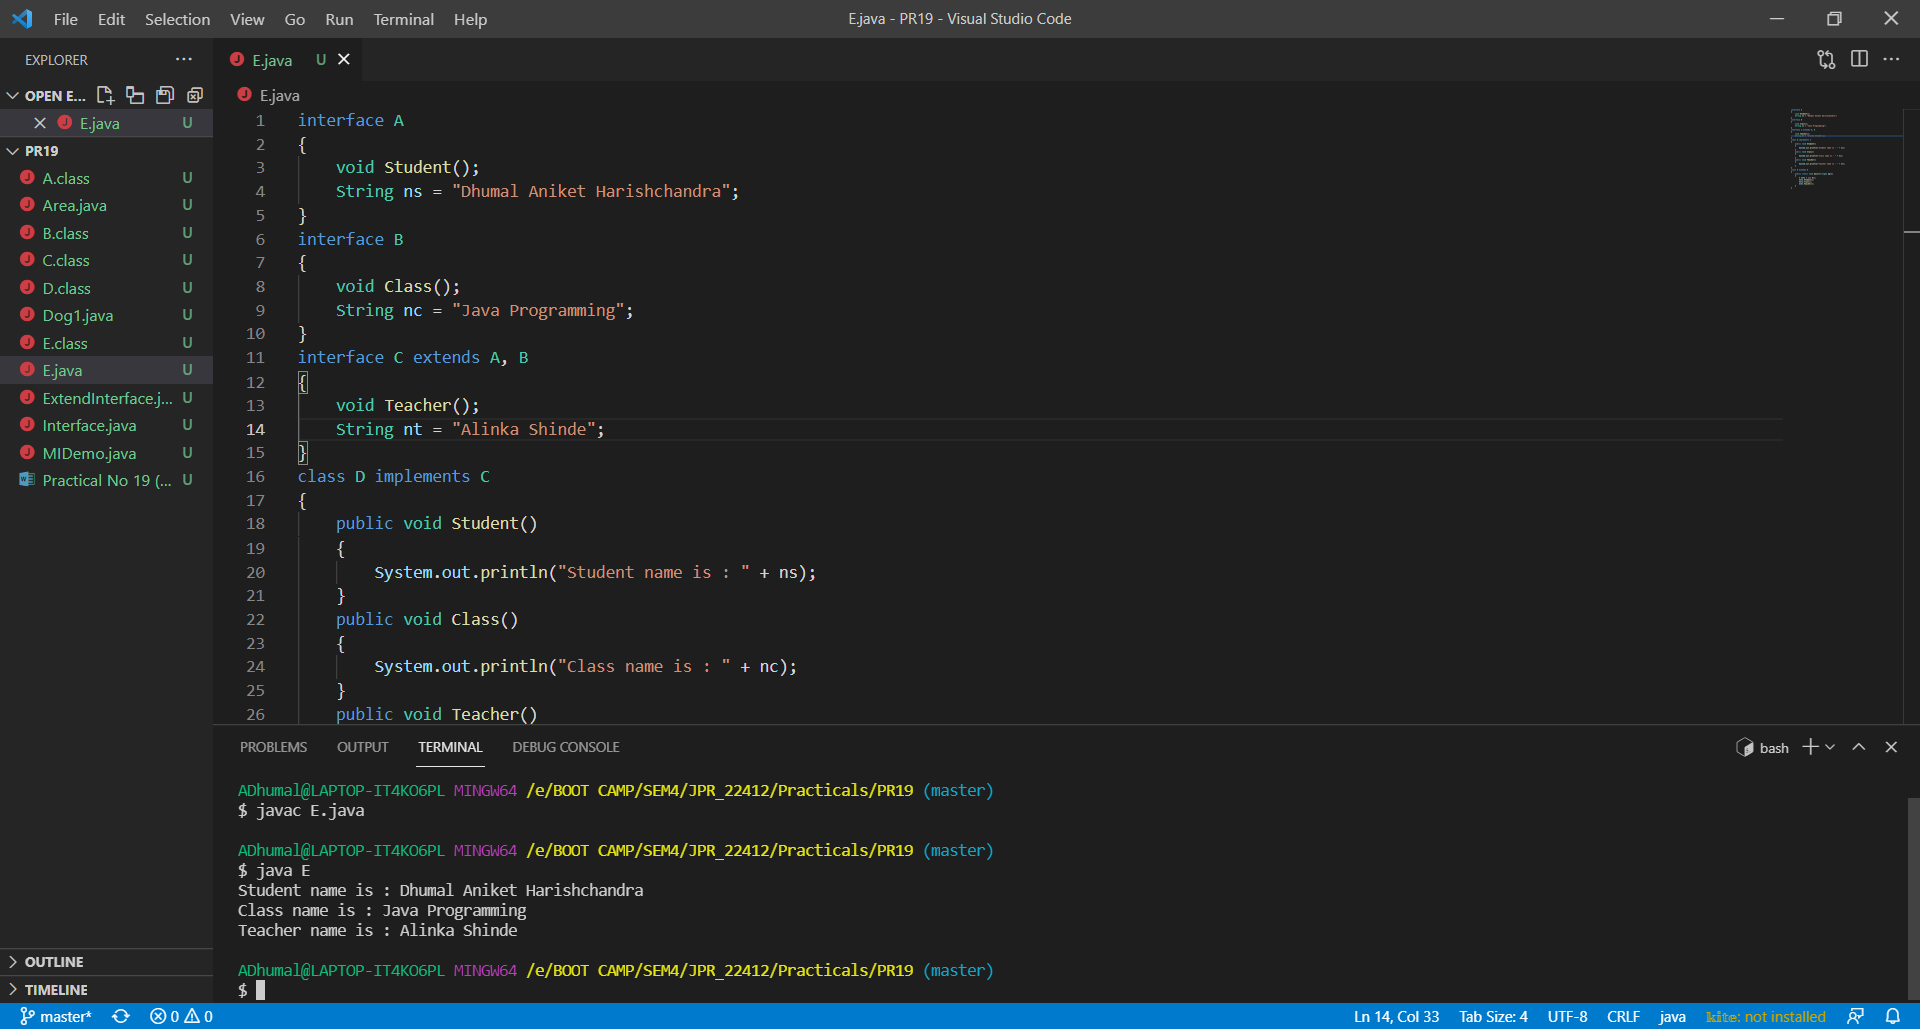 File Edit Selection View Go Run Terminal Help
E.java - PR19 - Visual Studio Code
EXPLORER
OPEN E...
E.java U
PR19
A.class U
Area.java U
B.class U
C.class U
D.class U
Dog1.java U
E.class U
E.java U
ExtendInterface.j... U
Interface.java U
MIDemo.java U
Practical No 19 (... U
OUTLINE
TIMELINE
E.java U
E.java
1 interface A
2 {
3 void Student();
4 String ns = "Dhumal Aniket Harishchandra";
5 }
6 interface B
7 {
8 void Class();
9 String nc = "Java Programming";
10 }
11 interface C extends A, B
12 {
13 void Teacher();
14 String nt = "Alinka Shinde";
15 }
16 class D implements C
17 {
18 public void Student()
19 {
20 System.out.println("Student name is : " + ns);
21 }
22 public void Class()
23 {
24 System.out.println("Class name is : " + nc);
25 }
26 public void Teacher()
PROBLEMS OUTPUT TERMINAL DEBUG CONSOLE
bash
ADhumal@LAPTOP-IT4KO6PL MINGW64 /e/BOOT CAMP/SEM4/JPR_22412/Practicals/PR19 (master)
$ javac E.java
ADhumal@LAPTOP-IT4KO6PL MINGW64 /e/BOOT CAMP/SEM4/JPR_22412/Practicals/PR19 (master)
$ java E
Student name is : Dhumal Aniket Harishchandra
Class name is : Java Programming
Teacher name is : Alinka Shinde
ADhumal@LAPTOP-IT4KO6PL MINGW64 /e/BOOT CAMP/SEM4/JPR_22412/Practicals/PR19 (master)
$
master* 0 0
Ln 14, Col 33 Tab Size: 4 UTF-8 CRLF java kite: not installed